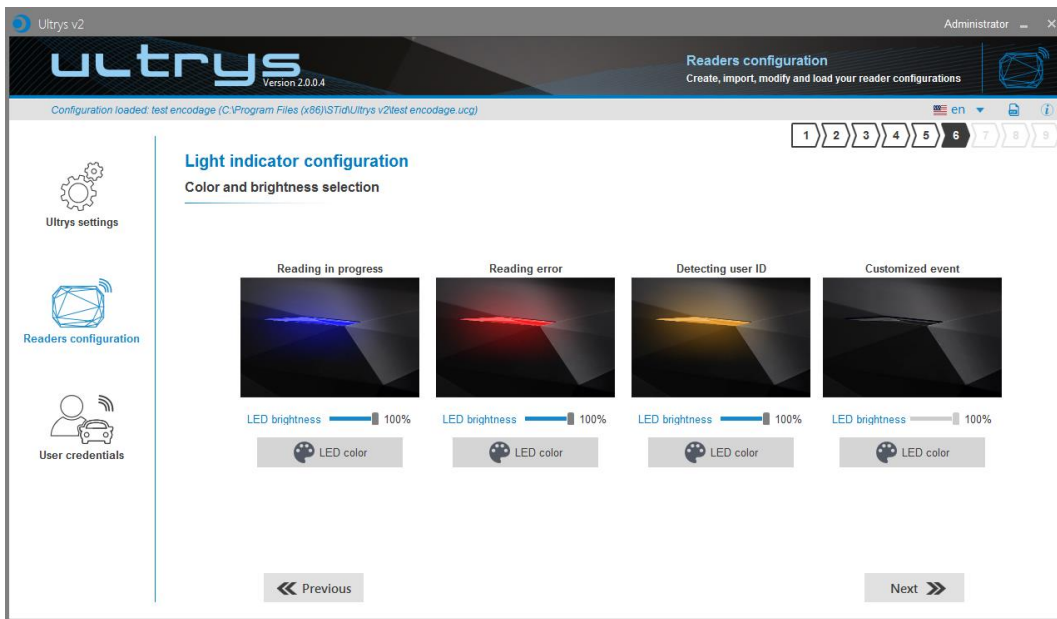 Ultrys v2
Administrator
ultrys
Version 2.0.0.4
Readers configuration
Create, import, modify and load your reader configurations
Configuration loaded: test encodage (C:\Program Files (x86)\STid\Ultrys v2\test encodage.ucg)
en
1 2 3 4 5 6 7 8 9
Light indicator configuration
Color and brightness selection
Ultrys settings
Readers configuration
User credentials
Reading in progress
Reading error
Detecting user ID
Customized event
LED brightness 100%
LED brightness 100%
LED brightness 100%
LED brightness 100%
LED color
LED color
LED color
LED color
Previous
Next